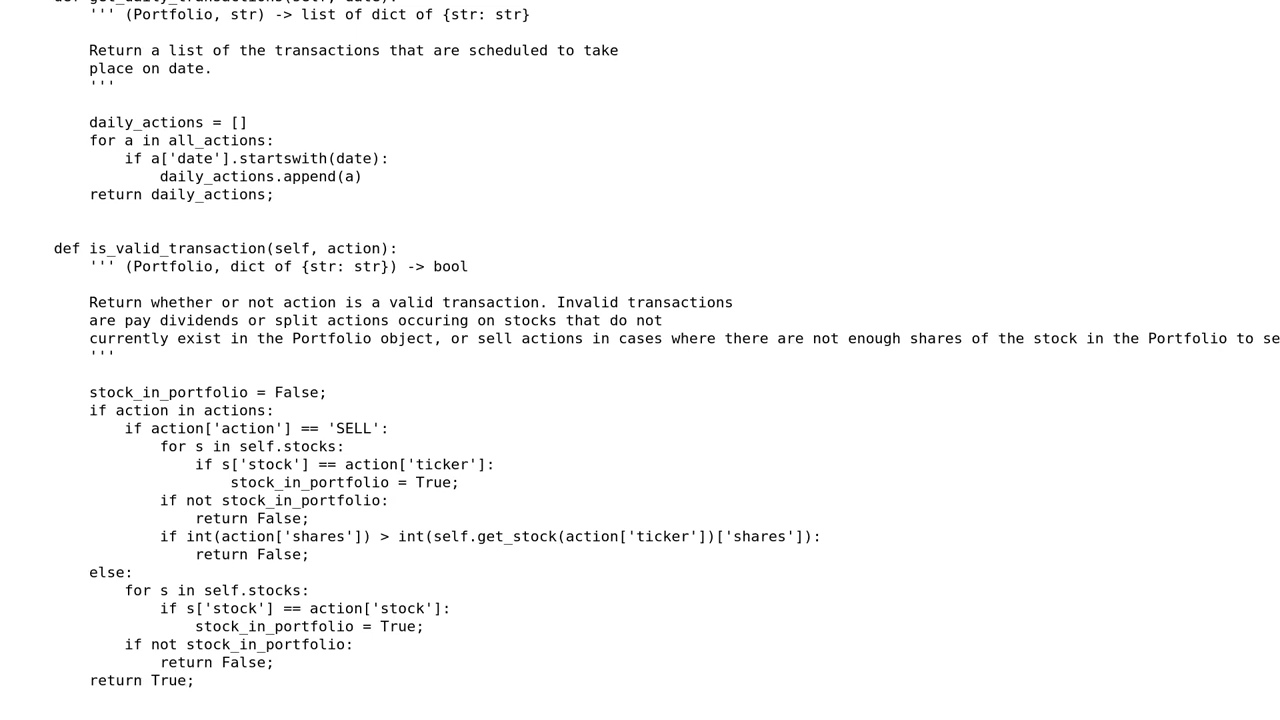 def get_daily_transactions(self, date):
''' (Portfolio, str) -> list of dict of {str: str}
Return a list of the transactions that are scheduled to take
place on date.
'''
daily_actions = []
for a in all_actions:
if a['date'].startswith(date):
daily_actions.append(a)
return daily_actions;
def is_valid_transaction(self, action):
''' (Portfolio, dict of {str: str}) -> bool
Return whether or not action is a valid transaction. Invalid transactions
are pay dividends or split actions occuring on stocks that do not
currently exist in the Portfolio object, or sell actions in cases where there are not enough shares of the stock in the Portfolio to se
'''
stock_in_portfolio = False;
if action in actions:
if action['action'] == 'SELL':
for s in self.stocks:
if s['stock'] == action['ticker']:
stock_in_portfolio = True;
if not stock_in_portfolio:
return False;
if int(action['shares']) > int(self.get_stock(action['ticker'])['shares']):
return False;
else:
for s in self.stocks:
if s['stock'] == action['stock']:
stock_in_portfolio = True;
if not stock_in_portfolio:
return False;
return True;